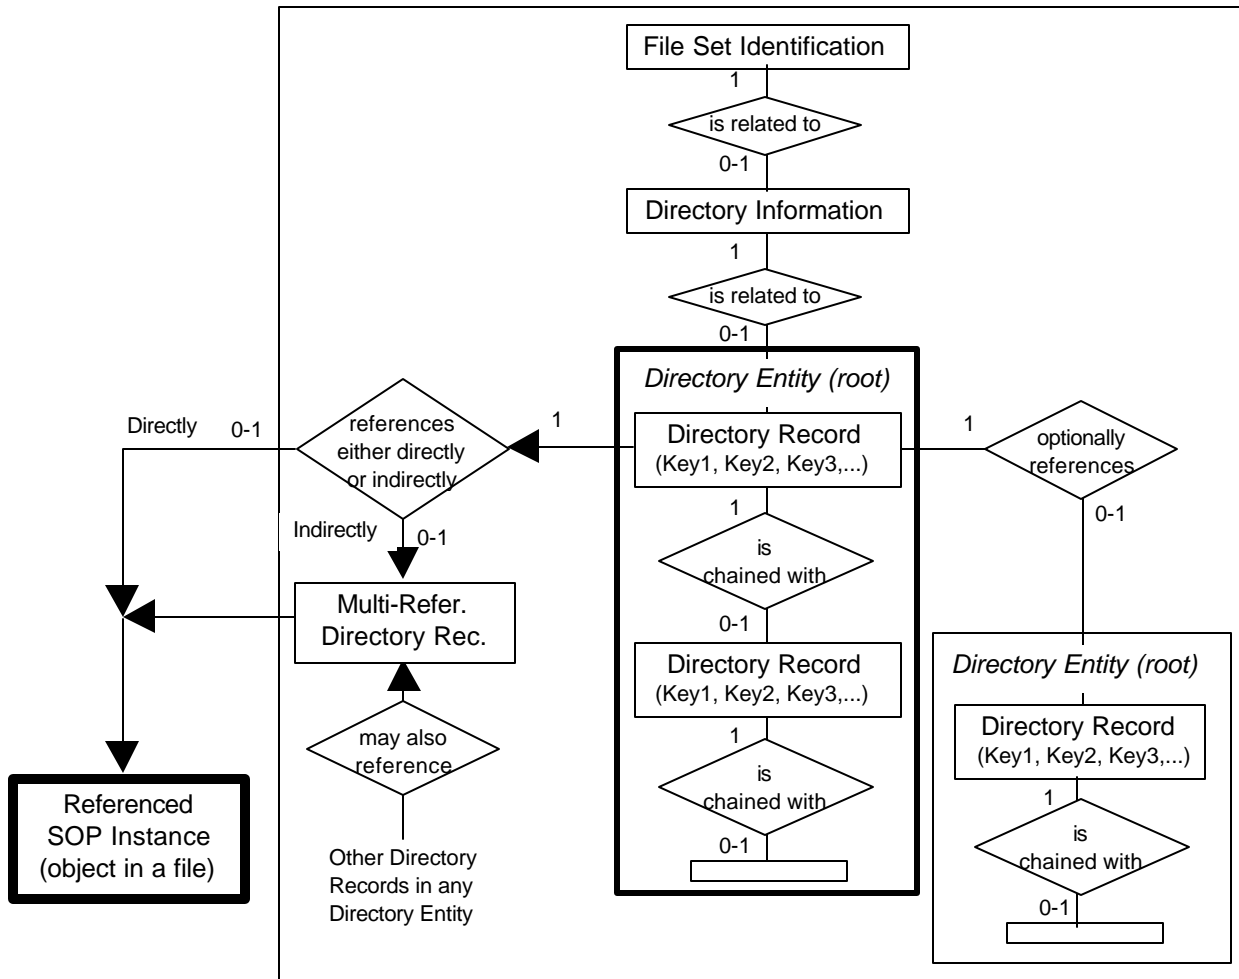 File Set Identification
1
is related to
0-1
Directory Information
1
is related to
0-1
Directory Entity (root)
Directly
0-1
references
either directly
or indirectly
1
Directory Record
(Key1, Key2, Key3,...)
1
optionally
references
0-1
Indirectly
0-1
1
is
chained with
0-1
Multi-Refer.
Directory Rec.
Directory Record
(Key1, Key2, Key3,...)
1
is
chained with
0-1
may also
reference
Other Directory
Records in any
Directory Entity
Referenced
SOP Instance
(object in a file)
Directory Entity (root)
Directory Record
(Key1, Key2, Key3,...)
1
is
chained with
0-1